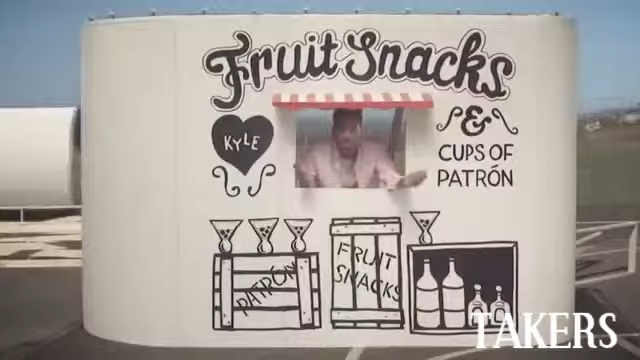 Fruit Snacks
KYLE
&
CUPS OF
PATRÓN
PATRÓN
FRUIT
SNACKS
TAKERS